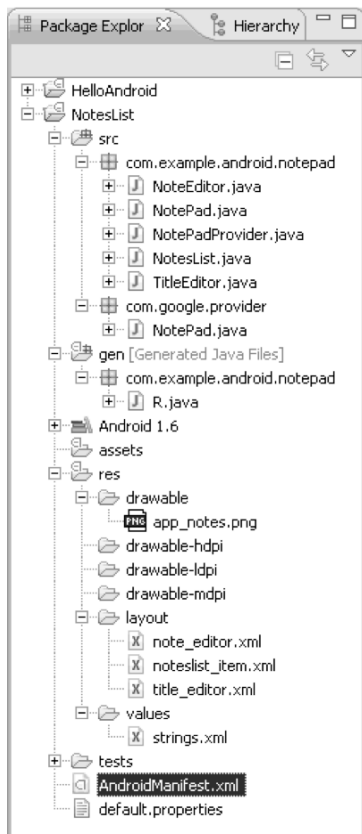 Package Explor
Hierarchy
HelloAndroid
NotesList
src
com.example.android.notepad
NoteEditor.java
NotePad.java
NotePadProvider.java
NotesList.java
TitleEditor.java
com.google.provider
NotePad.java
gen [Generated Java Files]
com.example.android.notepad
R.java
Android 1.6
assets
res
drawable
PNG app_notes.png
drawable-hdpi
drawable-ldpi
drawable-mdpi
layout
X note_editor.xml
X noteslist_item.xml
X title_editor.xml
values
X strings.xml
tests
AndroidManifest.xml
default.properties